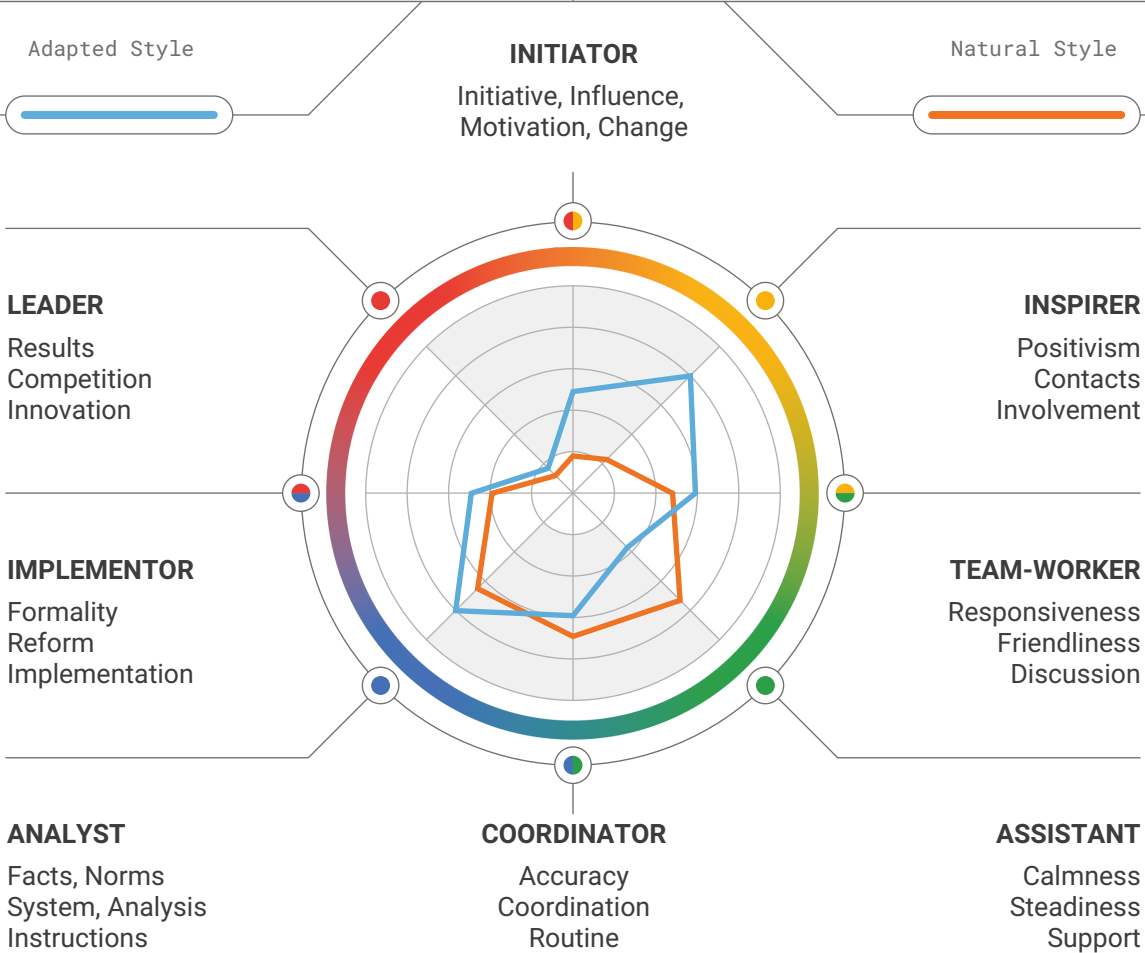 Adapted Style
Natural Style
INITIATOR
Initiative, Influence,
Motivation, Change
LEADER
Results
Competition
Innovation
INSPIRER
Positivism
Contacts
Involvement
IMPLEMENTOR
Formality
Reform
Implementation
TEAM-WORKER
Responsiveness
Friendliness
Discussion
ANALYST
Facts, Norms
System, Analysis
Instructions
COORDINATOR
Accuracy
Coordination
Routine
ASSISTANT
Calmness
Steadiness
Support